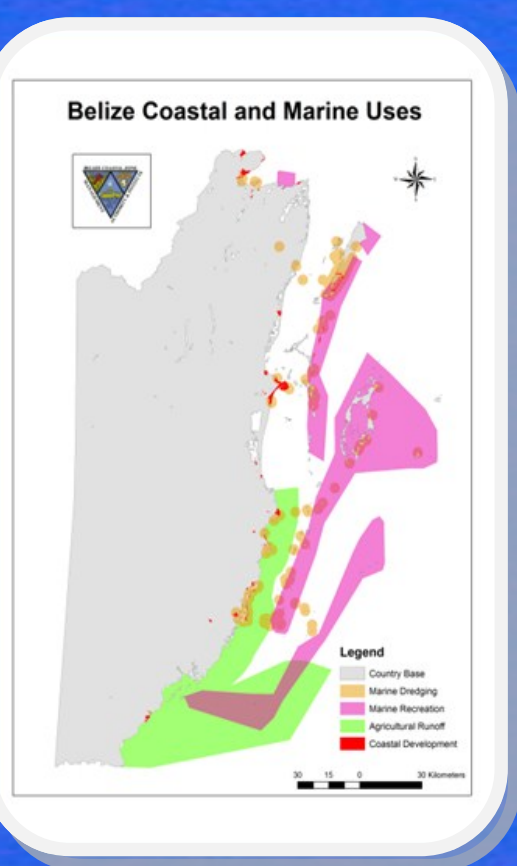 Belize Coastal and Marine Uses
Legend
Country Base
Marine Dredging
Marine Recreation
Agricultural Runoff
Coastal Development
30 15 0 30 Kilometers